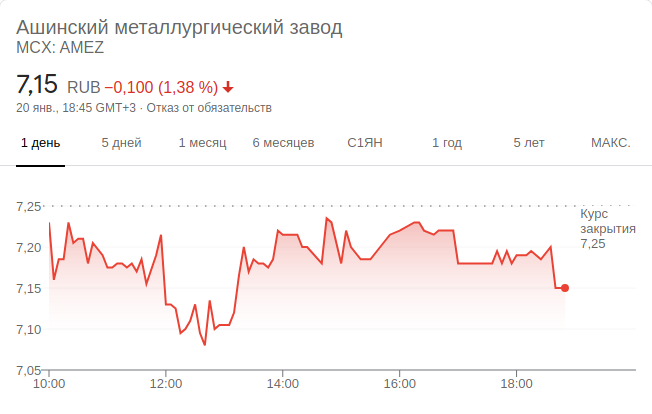 Ашинский металлургический завод
MCX: AMEZ
7,15 RUB −0,100 (1,38 %)
20 янв., 18:45 GMT+3 · Отказ от обязательств
1 день 5 дней 1 месяц 6 месяцев С1ЯН 1 год 5 лет МАКС.
7,25
Курс
закрытия
7,25
7,20
7,15
7,10
7,05
10:00 12:00 14:00 16:00 18:00